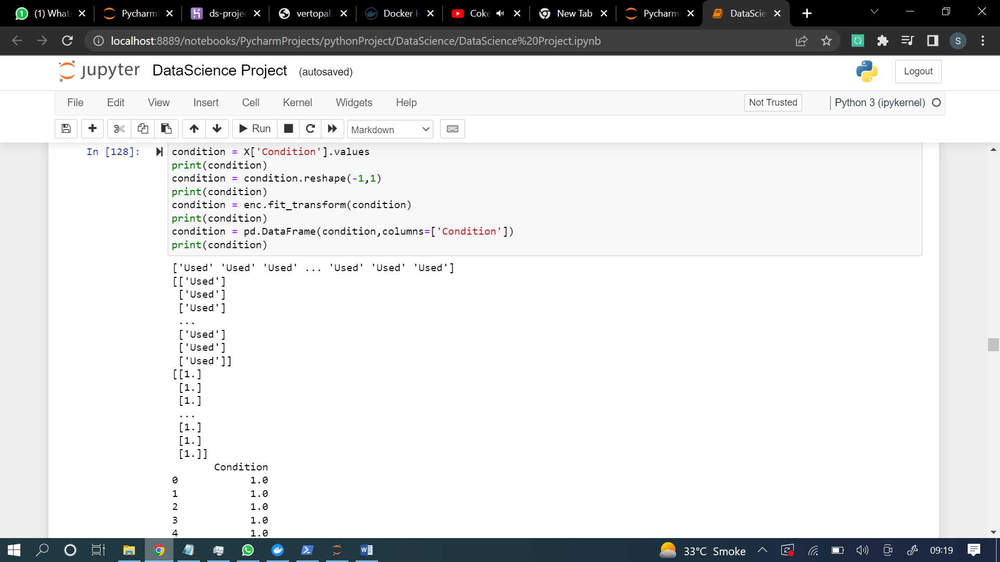 (1) What
Pycharm
ds-projec
vertopal.
Docker H
Coke
New Tab
Pycharm
DataScie
localhost:8889/notebooks/PycharmProjects/pythonProject/DataScience/DataScience%20Project.ipynb
S
jupyter DataScience Project (autosaved)
Logout
File Edit View Insert Cell Kernel Widgets Help
Not Trusted
Python 3 (ipykernel)
Run
Markdown
In [128]:
condition = X['Condition'].values
print(condition)
condition = condition.reshape(-1,1)
print(condition)
condition = enc.fit_transform(condition)
print(condition)
condition = pd.DataFrame(condition,columns=['Condition'])
print(condition)
['Used' 'Used' 'Used' ... 'Used' 'Used' 'Used']
[['Used']
['Used']
['Used']
...
['Used']
['Used']
['Used']]
[[1.]
[1.]
[1.]
...
[1.]
[1.]
[1.]]
Condition
0 1.0
1 1.0
2 1.0
3 1.0
4 1.0
33°C Smoke
09:19